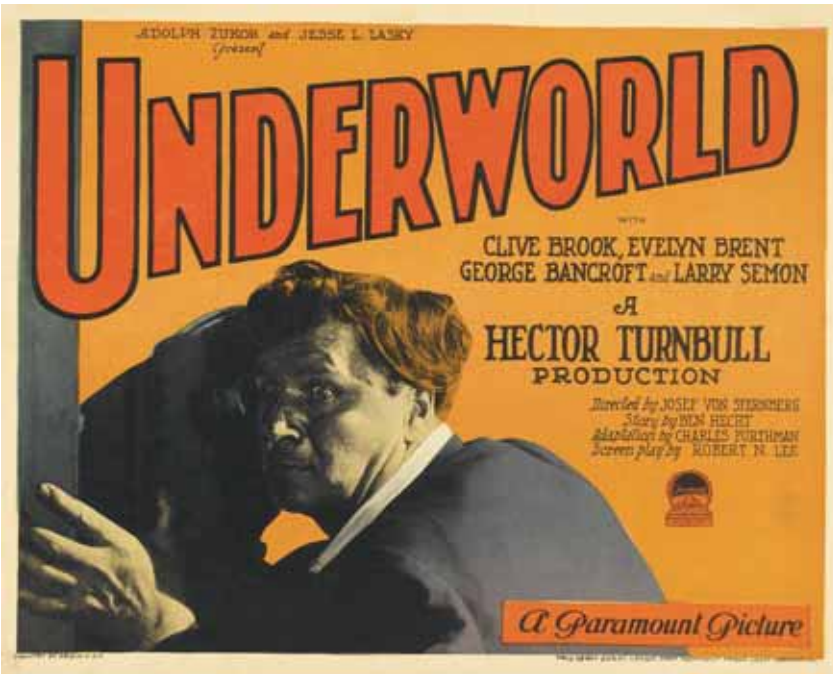 ADOLPH ZUKOR and JESSE L. LASKY
Present
UNDERWORLD
WITH
CLIVE BROOK, EVELYN BRENT
GEORGE BANCROFT and LARRY SEMON
A
HECTOR TURNBULL
PRODUCTION
Directed by JOSEF VON STERNBERG
Story by BEN HECHT
Adaptation by CHARLES FURTHMAN
Screen play by ROBERT N. LEE
A Paramount Picture